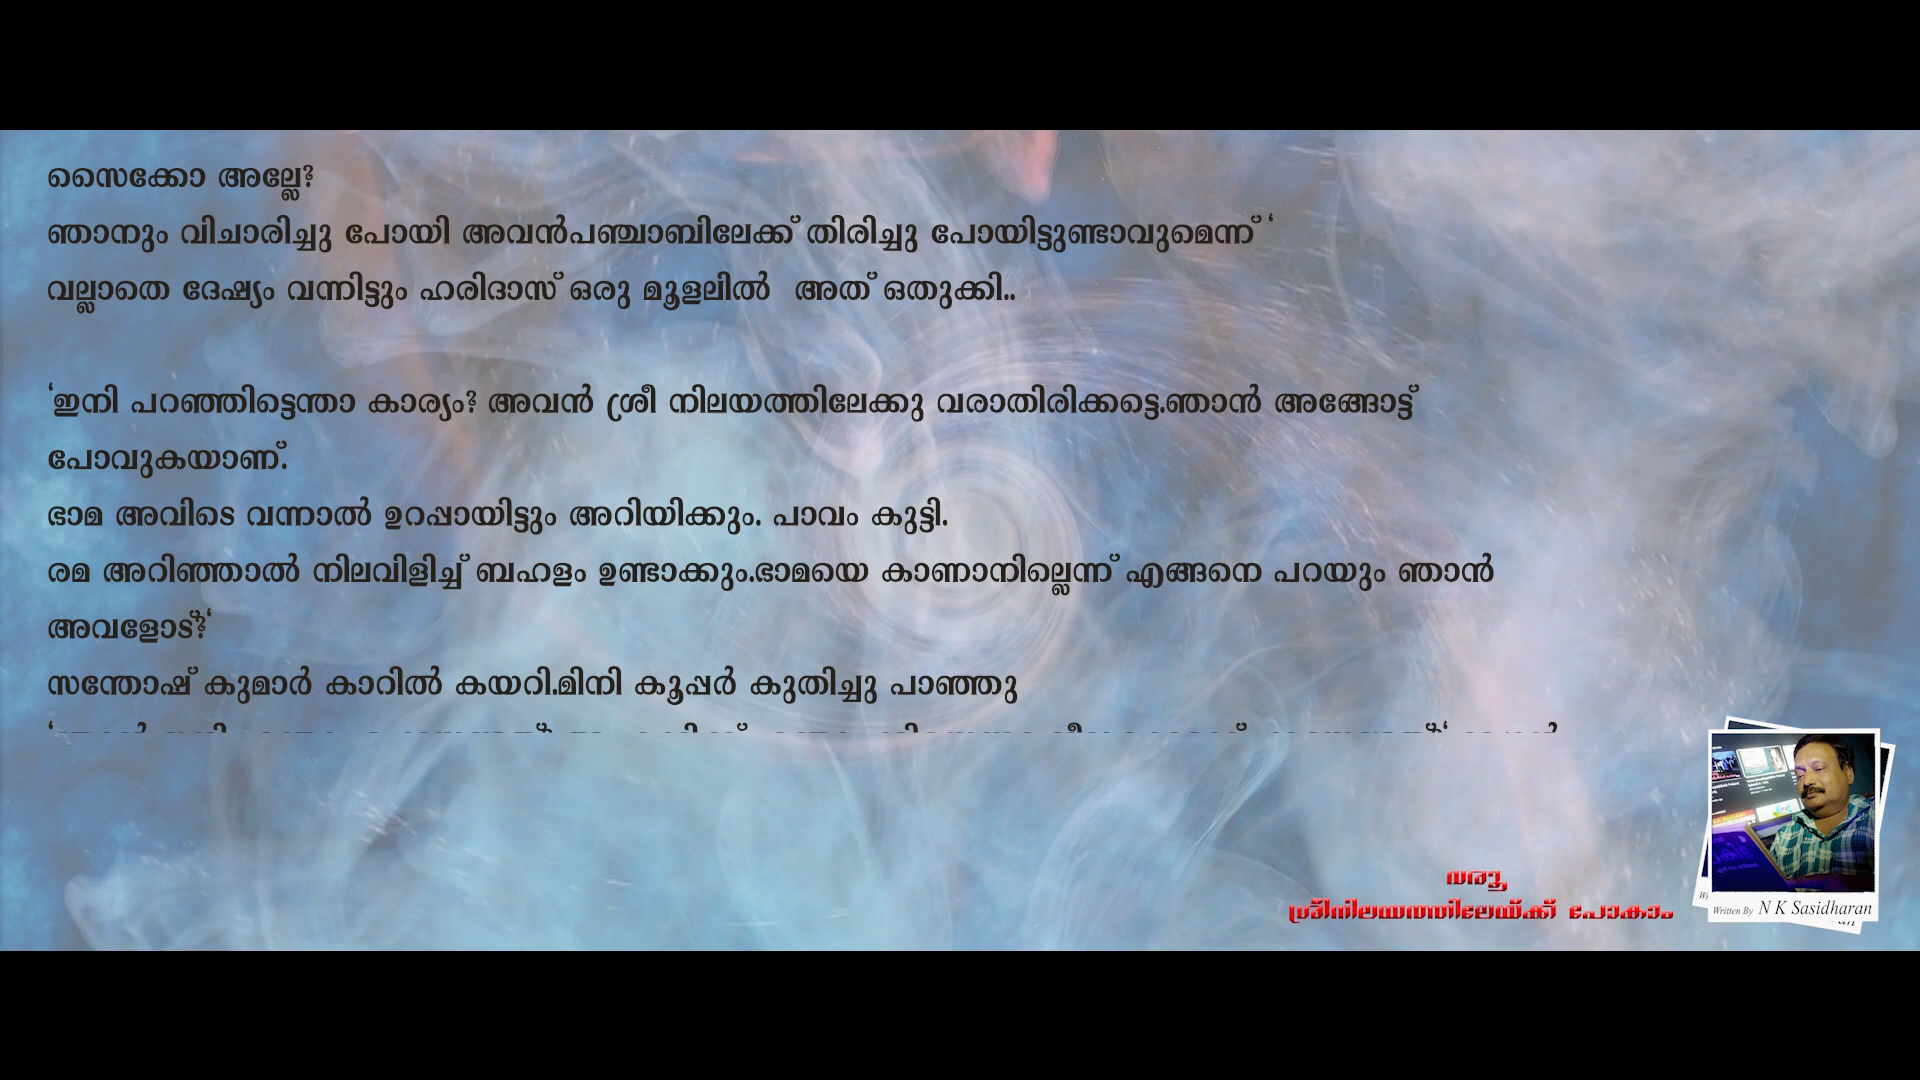 സൈക്കോ അല്ലേ?
ഞാനും വിചാരിച്ചു പോയി അവൻപഞ്ചാബിലേക്ക് തിരിച്ചു പോയിട്ടുണ്ടാവുമെന്ന് ‘
വല്ലാതെ ദേഷ്യം വന്നിട്ടും ഹരിദാസ് ഒരു മൂളലിൽ അത് ഒതുക്കി..
‘ഇനി പറഞ്ഞിട്ടെന്താ കാര്യം? അവൻ ശ്രീ നിലയത്തിലേക്കു വരാതിരിക്കട്ടെ.ഞാൻ അങ്ങോട്ട്
പോവുകയാണ്.
ഭാമ അവിടെ വന്നാൽ ഉറപ്പായിട്ടും അറിയിക്കും. പാവം കുട്ടി.
രമ അറിഞ്ഞാൽ നിലവിളിച്ച് ബഹളം ഉണ്ടാക്കും.ഭാമയെ കാണാനില്ലെന്ന് എങ്ങനെ പറയും ഞാൻ
അവളോട്?‘
സന്തോഷ് കുമാർ കാറിൽ കയറി.മിനി കൂപ്പർ കുതിച്ചു പാഞ്ഞു
വരൂ
ശ്രീനിലയത്തിലേയ്ക്ക് പോകാം
Written By N K Sasidharan